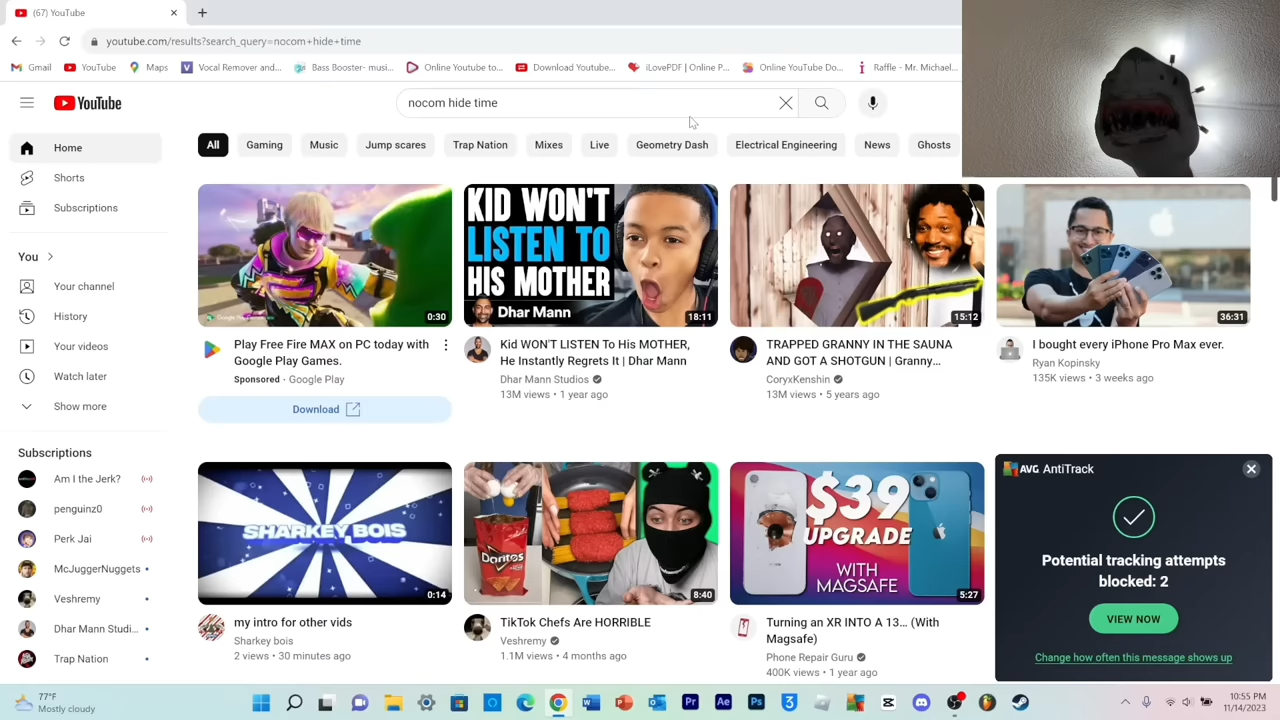 (67) YouTube
youtube.com/results?search_query=nocom+hide+time
Gmail YouTube Maps Vocal Remover and... Bass Booster- musi... Online Youtube to... Download Youtube... iLovePDF | Online P... Online YouTube Do... Raffle - Mr. Michael...
YouTube
nocom hide time
All Gaming Music Jump scares Trap Nation Mixes Live Geometry Dash Electrical Engineering News Ghosts
Home
Shorts
Subscriptions
You
Your channel
History
Your videos
Watch later
Show more
Subscriptions
Am I the Jerk?
penguinz0
Perk Jai
McJuggerNuggets
Veshremy
Dhar Mann Studi...
Trap Nation
Google Play Games
0:30
Play Free Fire MAX on PC today with
Google Play Games.
Sponsored · Google Play
Download
KID WON'T
LISTEN TO
HIS MOTHER
Dhar Mann
18:11
Kid WON'T LISTEN To His MOTHER,
He Instantly Regrets It | Dhar Mann
Dhar Mann Studios
13M views • 1 year ago
15:12
TRAPPED GRANNY IN THE SAUNA
AND GOT A SHOTGUN | Granny...
CoryxKenshin
13M views • 5 years ago
36:31
I bought every iPhone Pro Max ever.
Ryan Kopinsky
135K views • 3 weeks ago
SHARKEY BOIS
0:14
my intro for other vids
Sharkey bois
2 views • 30 minutes ago
Doritos
8:40
TikTok Chefs Are HORRIBLE
Veshremy
1.1M views • 4 months ago
$39
UPGRADE
WITH
MAGSAFE
5:27
Turning an XR INTO A 13... (With
Magsafe)
Phone Repair Guru
400K views • 1 year ago
AVG AntiTrack
Potential tracking attempts
blocked: 2
VIEW NOW
Change how often this message shows up
77°F
Mostly cloudy
W P Pr Ae Ps
10:55 PM
11/14/2023